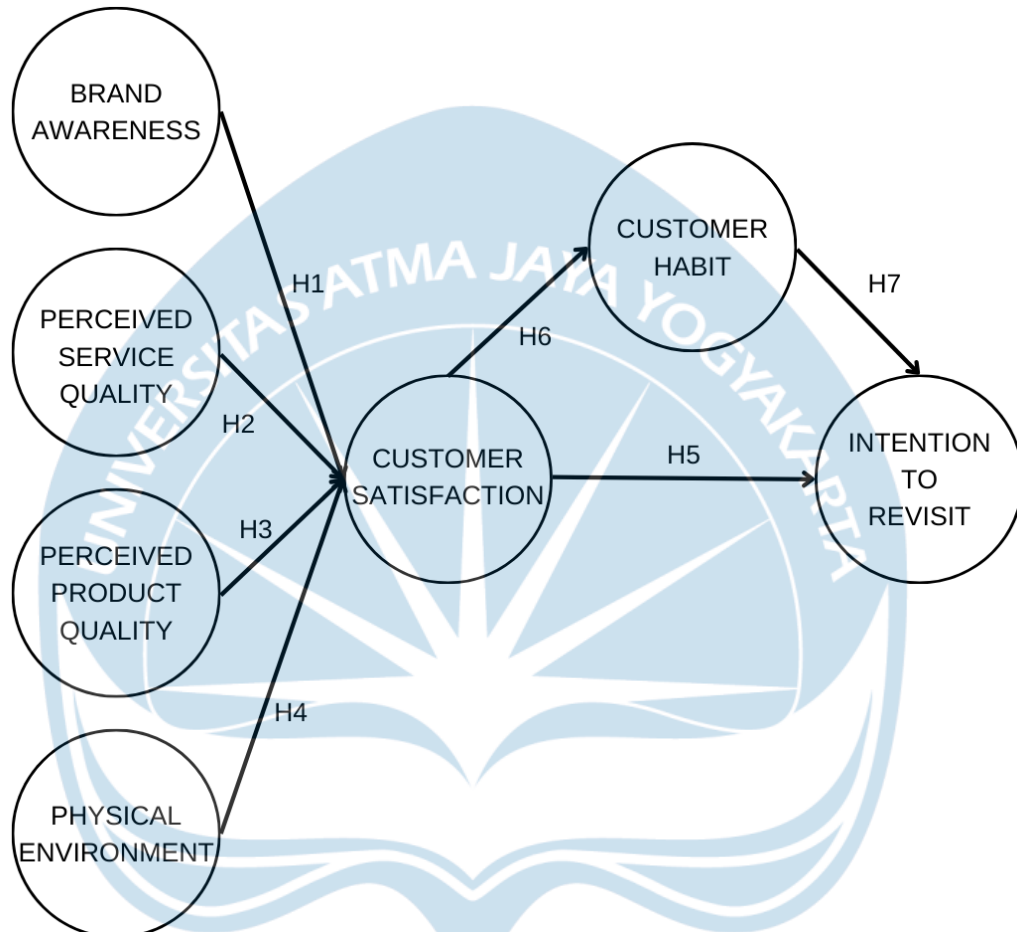 BRAND
AWARENESS
PERCEIVED
SERVICE
QUALITY
PERCEIVED
PRODUCT
QUALITY
PHYSICAL
ENVIRONMENT
H1
H2
H3
H4
CUSTOMER
SATISFACTION
H6
H5
CUSTOMER
HABIT
H7
INTENTION
TO
REVISIT
UNIVERSITAS ATMA JAYA YOGYAKARTA